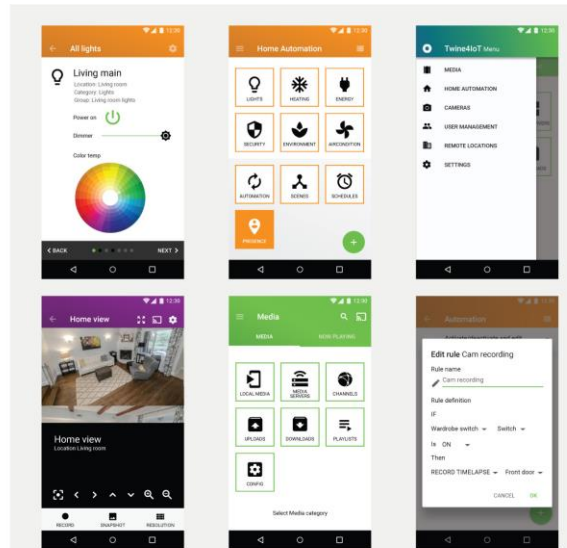 12:30
All lights
Living main
Location: Living room
Category: Lights
Group: Living room lights
Power on
Dimmer
Color temp
BACK
NEXT
12:30
Home Automation
LIGHTS
HEATING
ENERGY
SECURITY
ENVIRONMENT
AIRCONDITION
AUTOMATION
SCENES
SCHEDULES
PRESENCE
12:30
Twine4IoT Menu
MEDIA
HOME AUTOMATION
CAMERAS
USER MANAGEMENT
REMOTE LOCATIONS
SETTINGS
12:30
Home view
Home view
Location Living room
RECORD
SNAPSHOT
RESOLUTION
12:30
Media
MEDIA
NOW PLAYING
LOCAL MEDIA
MEDIA
SERVERS
CHANNELS
UPLOADS
DOWNLOADS
PLAYLISTS
CONFIG
Select Media category
12:30
Automation
Edit rule Cam recording
Rule name
Cam recording
Rule definition
IF
Wardrobe switch Switch
Is ON
Then
RECORD TIMELAPSE Front door
CANCEL OK